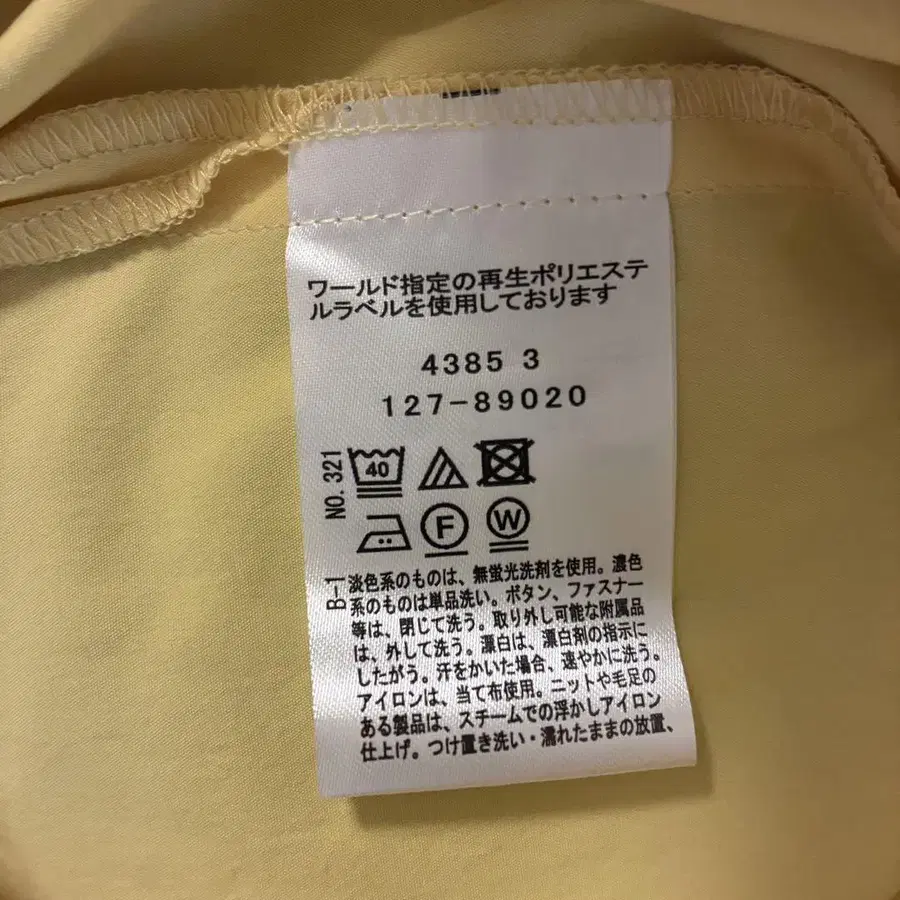 ワールド指定の再生ポリエステ
ルラベルを使用しております
4385 3
127-89020
NO. 321
40
F
W
B-1
淡色系のものは、無蛍光洗剤を使用。濃色
系のものは単品洗い。ボタン、ファスナー
等は、閉じて洗う。取り外し可能な附属品
は、外して洗う。漂白は、漂白剤の指示に
したがう。汗をかいた場合、速やかに洗う。
アイロンは、当て布使用。ニットや毛足の
ある製品は、スチームでの浮かしアイロン
仕上げ。つけ置き洗い・濡れたままの放置、